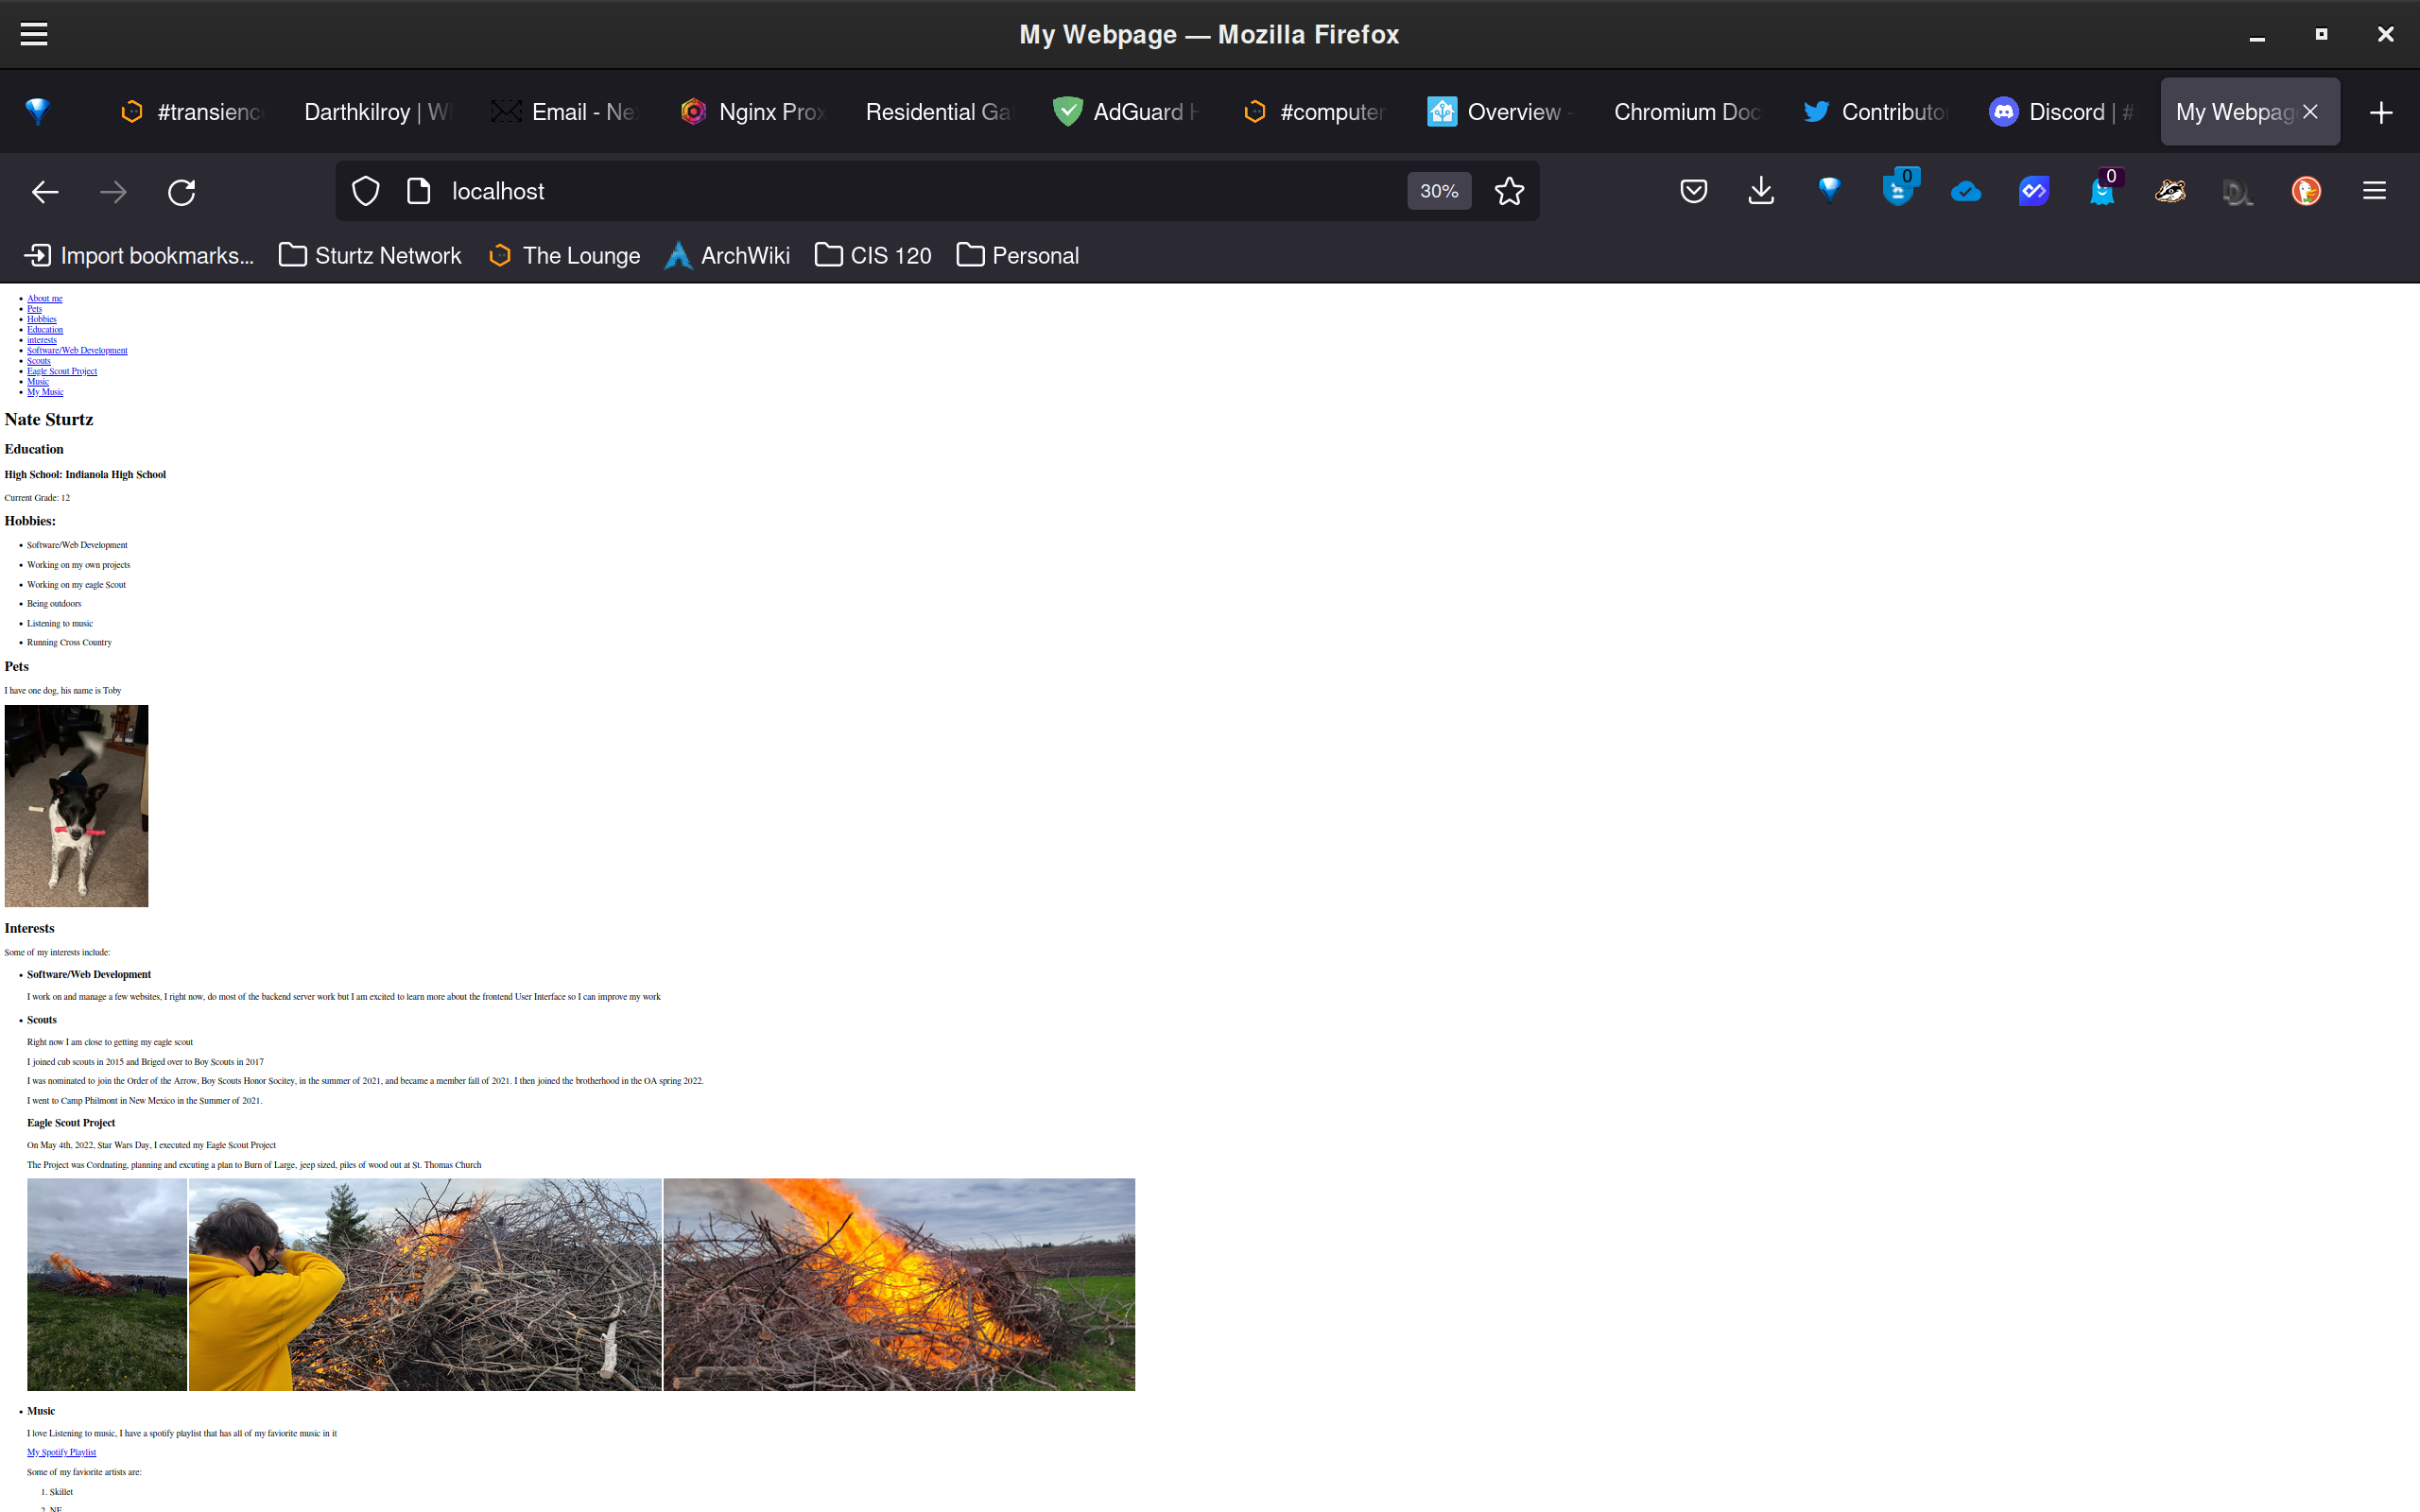 My Webpage — Mozilla Firefox
#transienc
Darthkilroy | W
Email - Ne
Nginx Prox
Residential Ga
AdGuard H
#computer
Overview -
Chromium Doc
Contributo
Discord | #
My Webpag
localhost
30%
0
0
Import bookmarks...
Sturtz Network
The Lounge
ArchWiki
CIS 120
Personal
About me
Pets
Hobbies
Education
interests
Software/Web Development
Scouts
Eagle Scout Project
Music
My Music
Nate Sturtz
Education
High School: Indianola High School
Current Grade: 12
Hobbies:
Software/Web Development
Working on my own projects
Working on my eagle Scout
Being outdoors
Listening to music
Running Cross Country
Pets
I have one dog, his name is Toby
Interests
Some of my interests include:
Software/Web Development
I work on and manage a few websites, I right now, do most of the backend server work but I am excited to learn more about the frontend User Interface so I can improve my work
Scouts
Right now I am close to getting my eagle scout
I joined cub scouts in 2015 and Briged over to Boy Scouts in 2017
I was nominated to join the Order of the Arrow, Boy Scouts Honor Socitey, in the summer of 2021, and became a member fall of 2021. I then joined the brotherhood in the OA spring 2022.
I went to Camp Philmont in New Mexico in the Summer of 2021.
Eagle Scout Project
On May 4th, 2022, Star Wars Day, I executed my Eagle Scout Project
The Project was Cordnating, planning and excuting a plan to Burn of Large, jeep sized, piles of wood out at St. Thomas Church
Music
I love Listening to music, I have a spotify playlist that has all of my faviorite music in it
My Spotify Playlist
Some of my faviorite artists are:
1. Skillet
2. NF